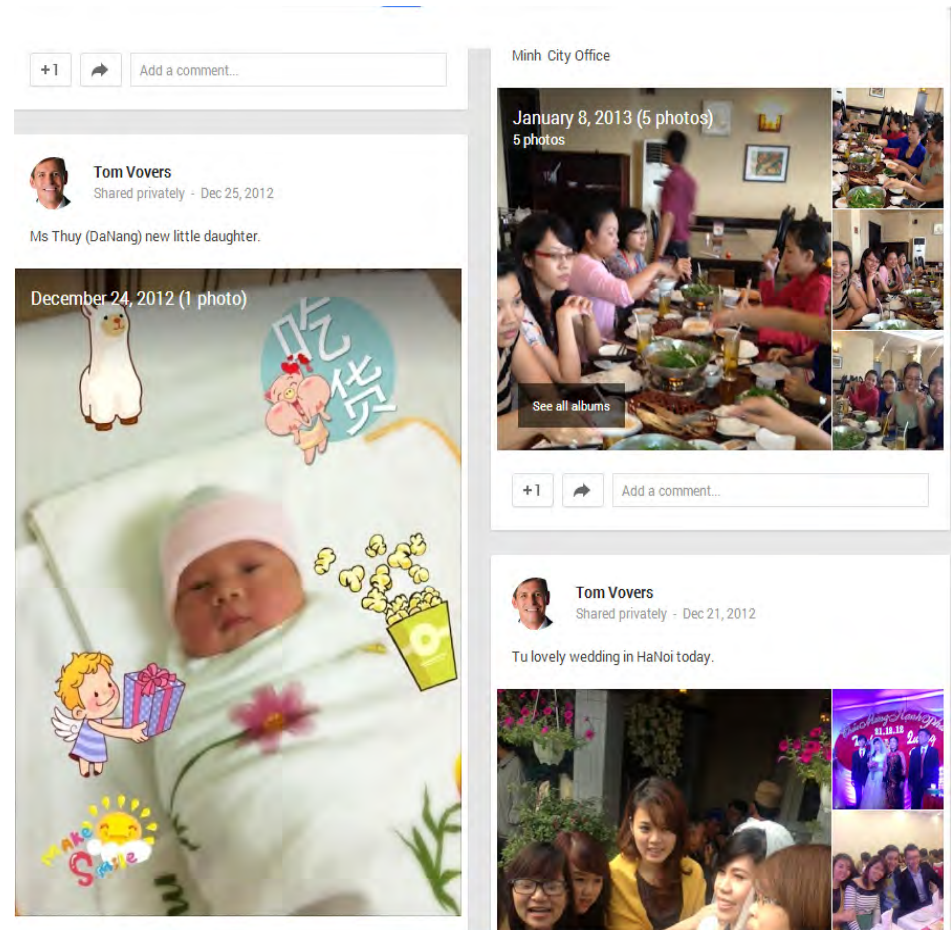 +1
Add a comment...
Tom Vovers
Shared privately - Dec 25, 2012
Ms Thuy (DaNang) new little daughter.
December 24, 2012 (1 photo)
吃
货
Make
Smile
Minh City Office
January 8, 2013 (5 photos)
5 photos
See all albums
+1
Add a comment...
Tom Vovers
Shared privately - Dec 21, 2012
Tu lovely wedding in HaNoi today.